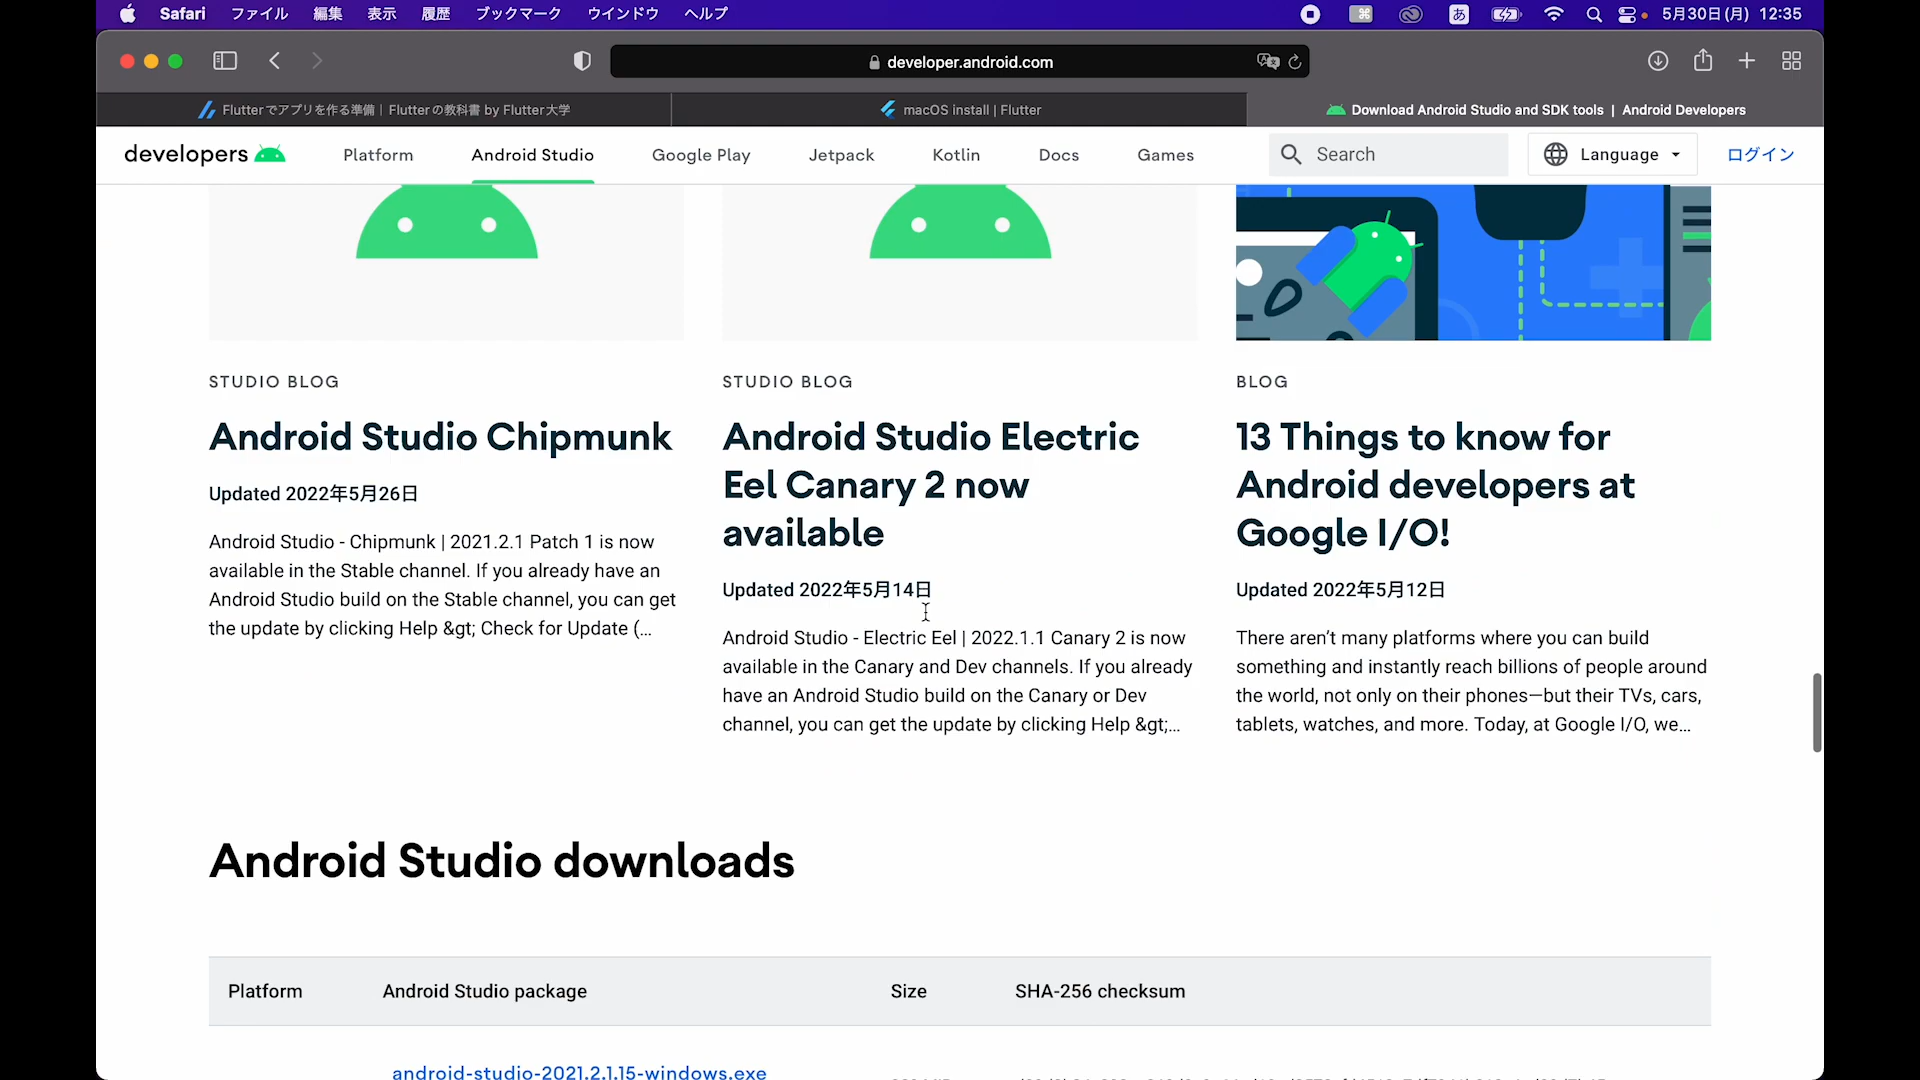 Safari ファイル 編集 表示 履歴 ブックマーク ウインドウ ヘルプ あ 5月30日(月) 12:35
developer.android.com
Flutterでアプリを作る準備｜Flutterの教科書 by Flutter大学
macOS install | Flutter
Download Android Studio and SDK tools | Android Developers
developers Platform Android Studio Google Play Jetpack Kotlin Docs Games Search Language ログイン
STUDIO BLOG
Android Studio Chipmunk
Updated 2022年5月26日
Android Studio - Chipmunk | 2021.2.1 Patch 1 is now
available in the Stable channel. If you already have an
Android Studio build on the Stable channel, you can get
the update by clicking Help &gt; Check for Update (...
STUDIO BLOG
Android Studio Electric
Eel Canary 2 now
available
Updated 2022年5月14日
Android Studio - Electric Eel | 2022.1.1 Canary 2 is now
available in the Canary and Dev channels. If you already
have an Android Studio build on the Canary or Dev
channel, you can get the update by clicking Help &gt;...
BLOG
13 Things to know for
Android developers at
Google I/O!
Updated 2022年5月12日
There aren't many platforms where you can build
something and instantly reach billions of people around
the world, not only on their phones—but their TVs, cars,
tablets, watches, and more. Today, at Google I/O, we...
Android Studio downloads
Platform Android Studio package Size SHA-256 checksum
android-studio-2021.2.1.15-windows.exe